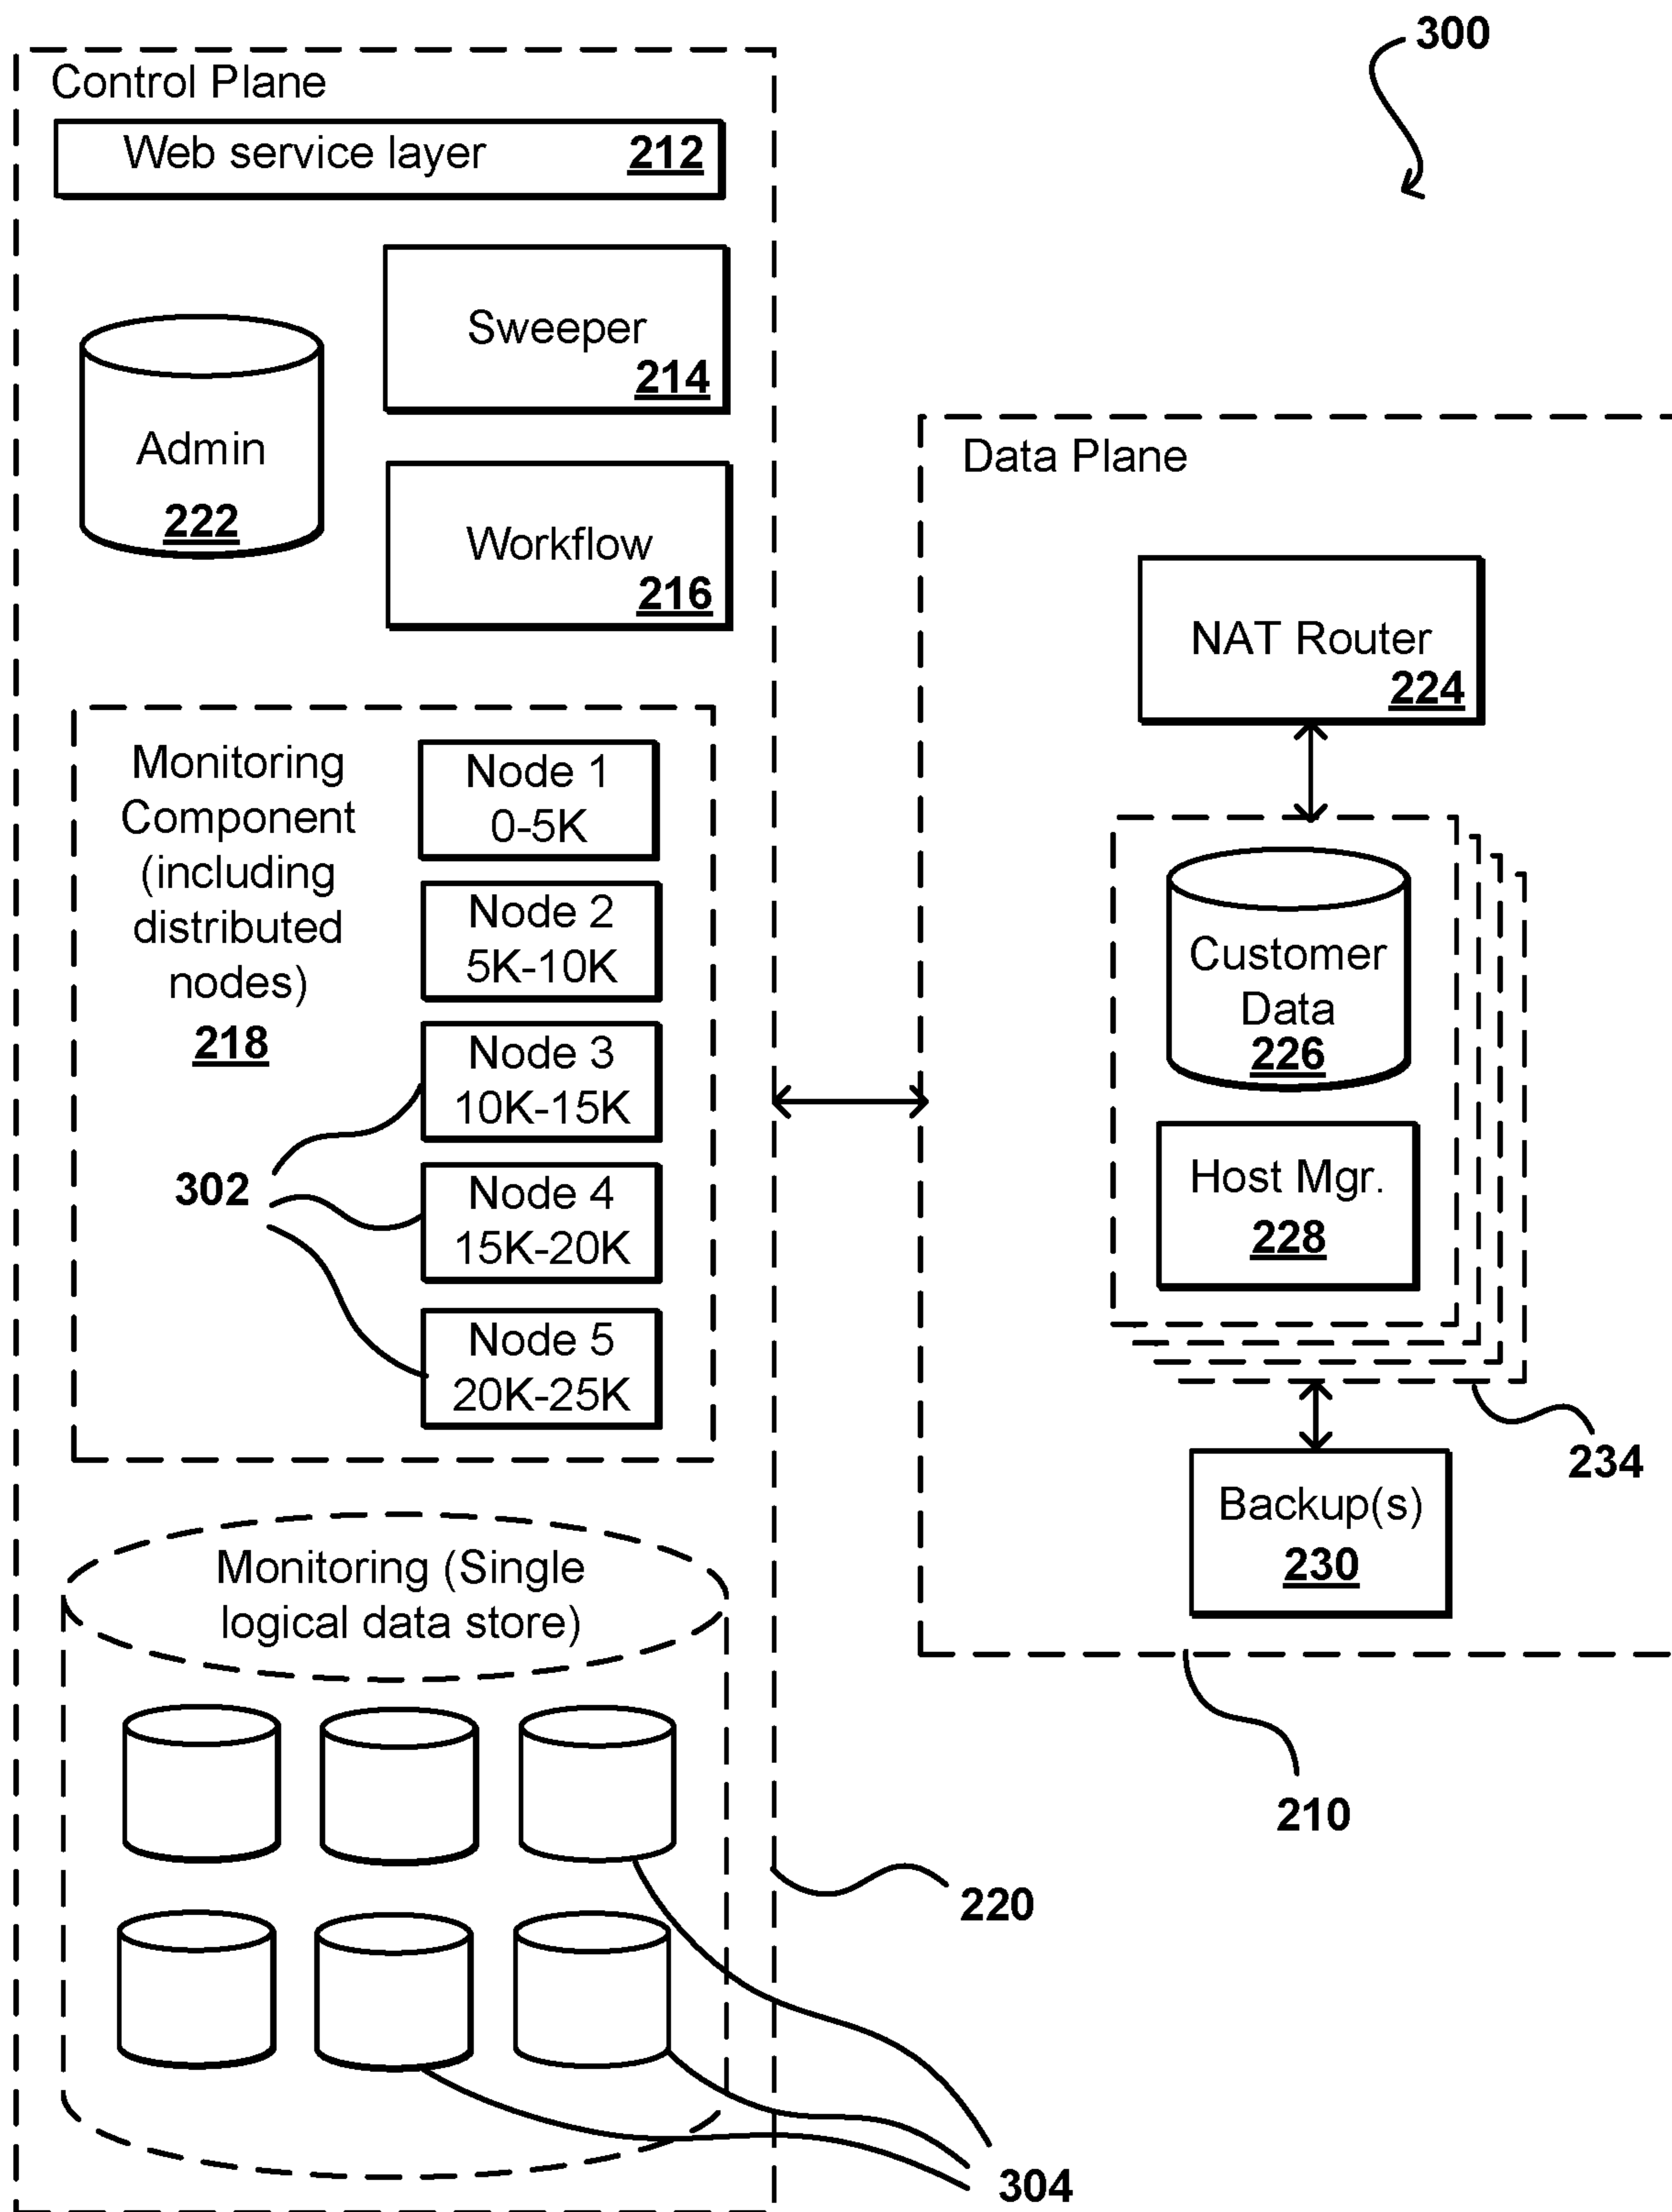 300
Control Plane
Web service layer 212
Sweeper
214
Admin
222
Workflow
216
Monitoring
Component
(including
distributed
nodes)
218
Node 1
0-5K
Node 2
5K-10K
Node 3
10K-15K
302
Node 4
15K-20K
Node 5
20K-25K
Monitoring (Single
logical data store)
220
304
Data Plane
NAT Router
224
Customer
Data
226
Host Mgr.
228
234
Backup(s)
230
210